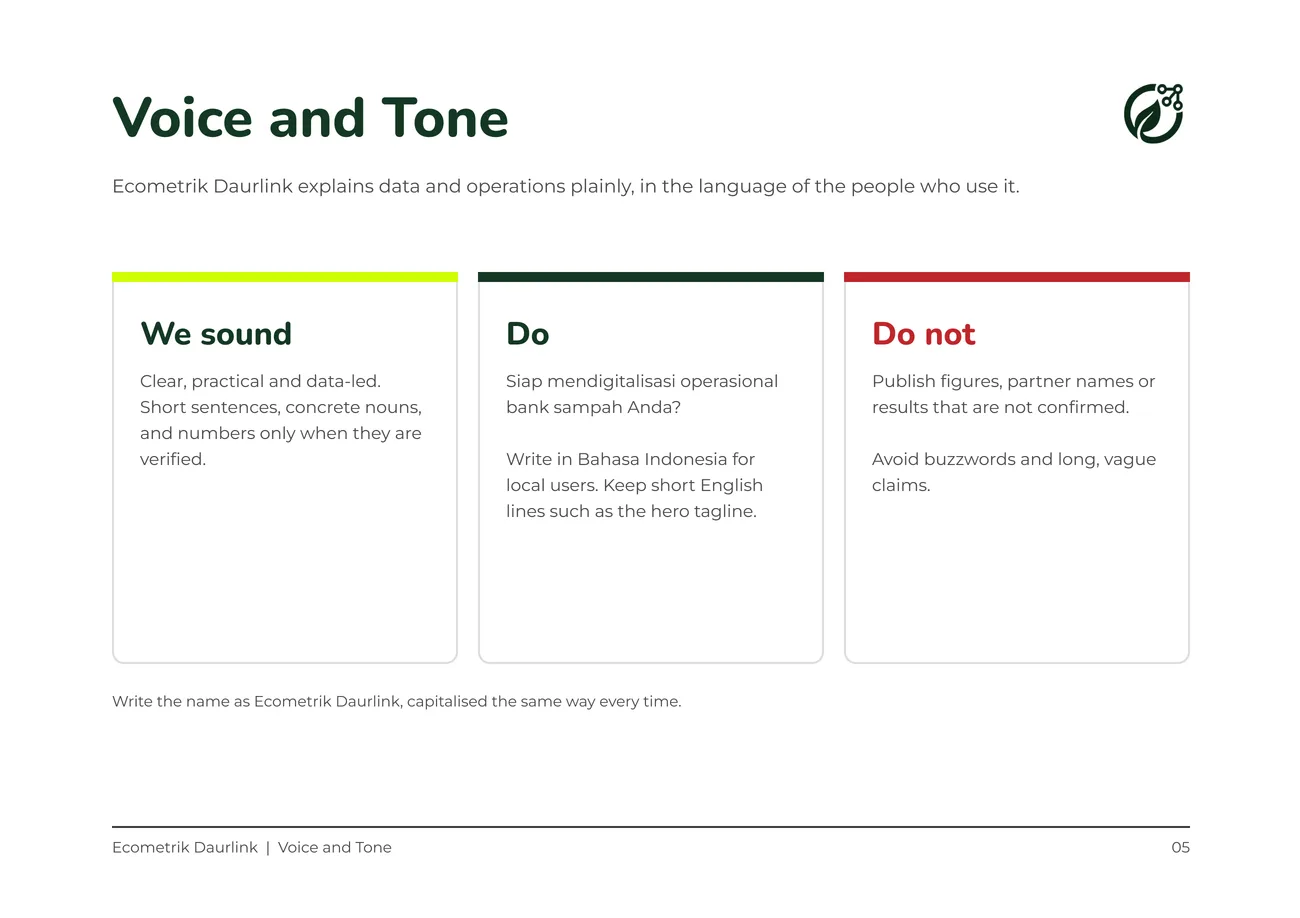 Voice and Tone
Ecometrik Daurlink explains data and operations plainly, in the language of the people who use it.
We sound
Clear, practical and data-led.
Short sentences, concrete nouns,
and numbers only when they are
verified.
Do
Siap mendigitalisasi operasional
bank sampah Anda?
Write in Bahasa Indonesia for
local users. Keep short English
lines such as the hero tagline.
Do not
Publish figures, partner names or
results that are not confirmed.
Avoid buzzwords and long, vague
claims.
Write the name as Ecometrik Daurlink, capitalised the same way every time.
Ecometrik Daurlink | Voice and Tone
05